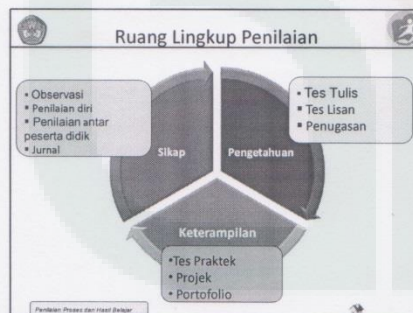 Ruang Lingkup Penilaian
▪ Observasi
▪ Penilaian diri
▪ Penilaian antar
peserta didik
▪ Jurnal
• Tes Tulis
▪ Tes Lisan
▪ Penugasan
Sikap
Pengetahuan
Keterampilan
•Tes Praktek
• Projek
• Portofolio
Penilaian Proses dan Hasil Belajar